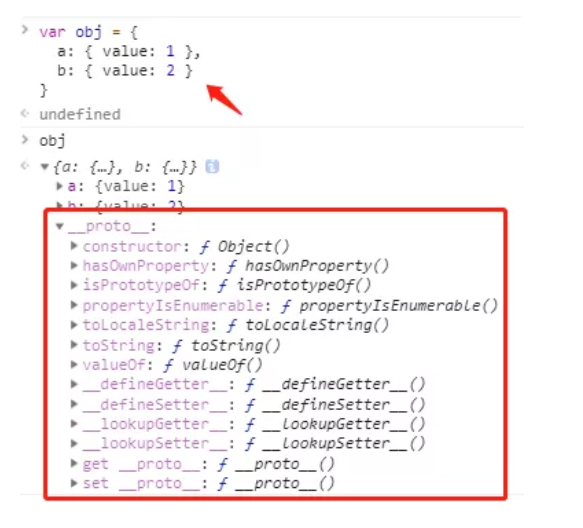 > var obj = {
a: { value: 1 },
b: { value: 2 }
}
< undefined
> obj
< ▼{a: {…}, b: {…}} i
▶a: {value: 1}
▶b: {value: 2}
▼__proto__:
▶constructor: ƒ Object()
▶hasOwnProperty: ƒ hasOwnProperty()
▶isPrototypeOf: ƒ isPrototypeOf()
▶propertyIsEnumerable: ƒ propertyIsEnumerable()
▶toLocaleString: ƒ toLocaleString()
▶toString: ƒ toString()
▶valueOf: ƒ valueOf()
▶__defineGetter__: ƒ __defineGetter__()
▶__defineSetter__: ƒ __defineSetter__()
▶__lookupGetter__: ƒ __lookupGetter__()
▶__lookupSetter__: ƒ __lookupSetter__()
▶get __proto__: ƒ __proto__()
▶set __proto__: ƒ __proto__()